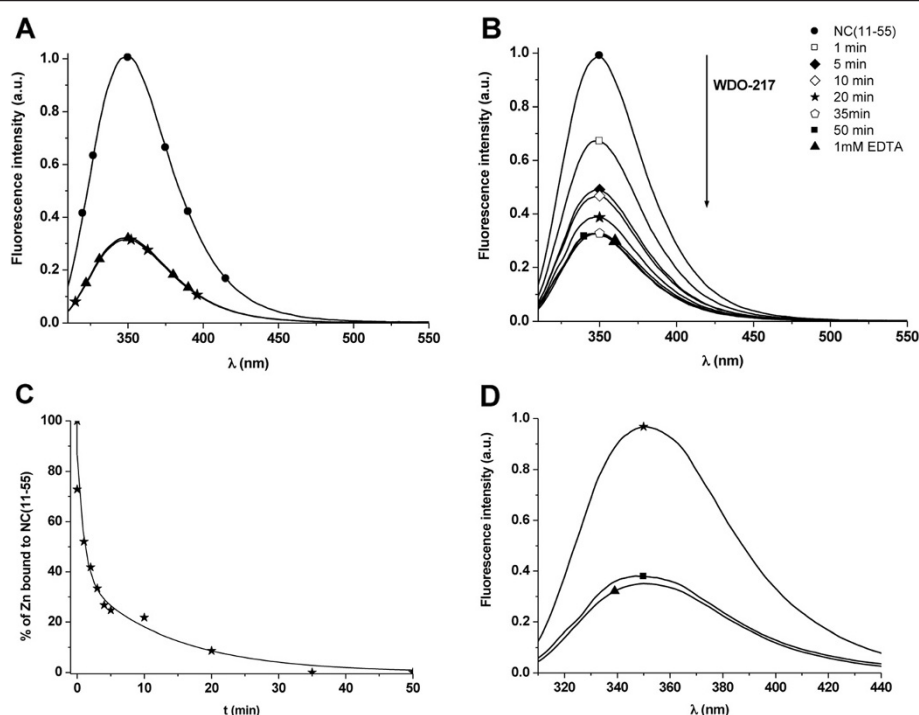 A
Fluorescence intensity (a.u.)
1.0
0.8
0.6
0.4
0.2
0.0
350 400 450 500 550
λ (nm)
B
Fluorescence intensity (a.u.)
1.0
0.8
0.6
0.4
0.2
0.0
350 400 450 500 550
λ (nm)
WDO-217
NC(11-55)
1 min
5 min
10 min
20 min
35min
50 min
1mM EDTA
C
% of Zn bound to NC(11-55)
100
80
60
40
20
0
0 10 20 30 40 50
t (min)
D
Fluorescence intensity (a.u.)
1.0
0.8
0.6
0.4
0.2
0.0
320 340 360 380 400 420 440
λ (nm)